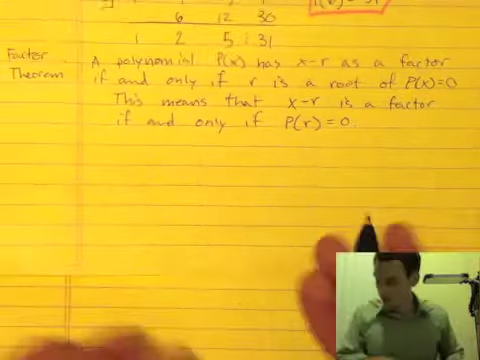 6 12 30
1 2 5 : 31
Factor Theorem
A polynomial P(x) has x-r as a factor
if and only if r is a root of P(x)=0
This means that x-r is a factor
if and only if P(r)=0.